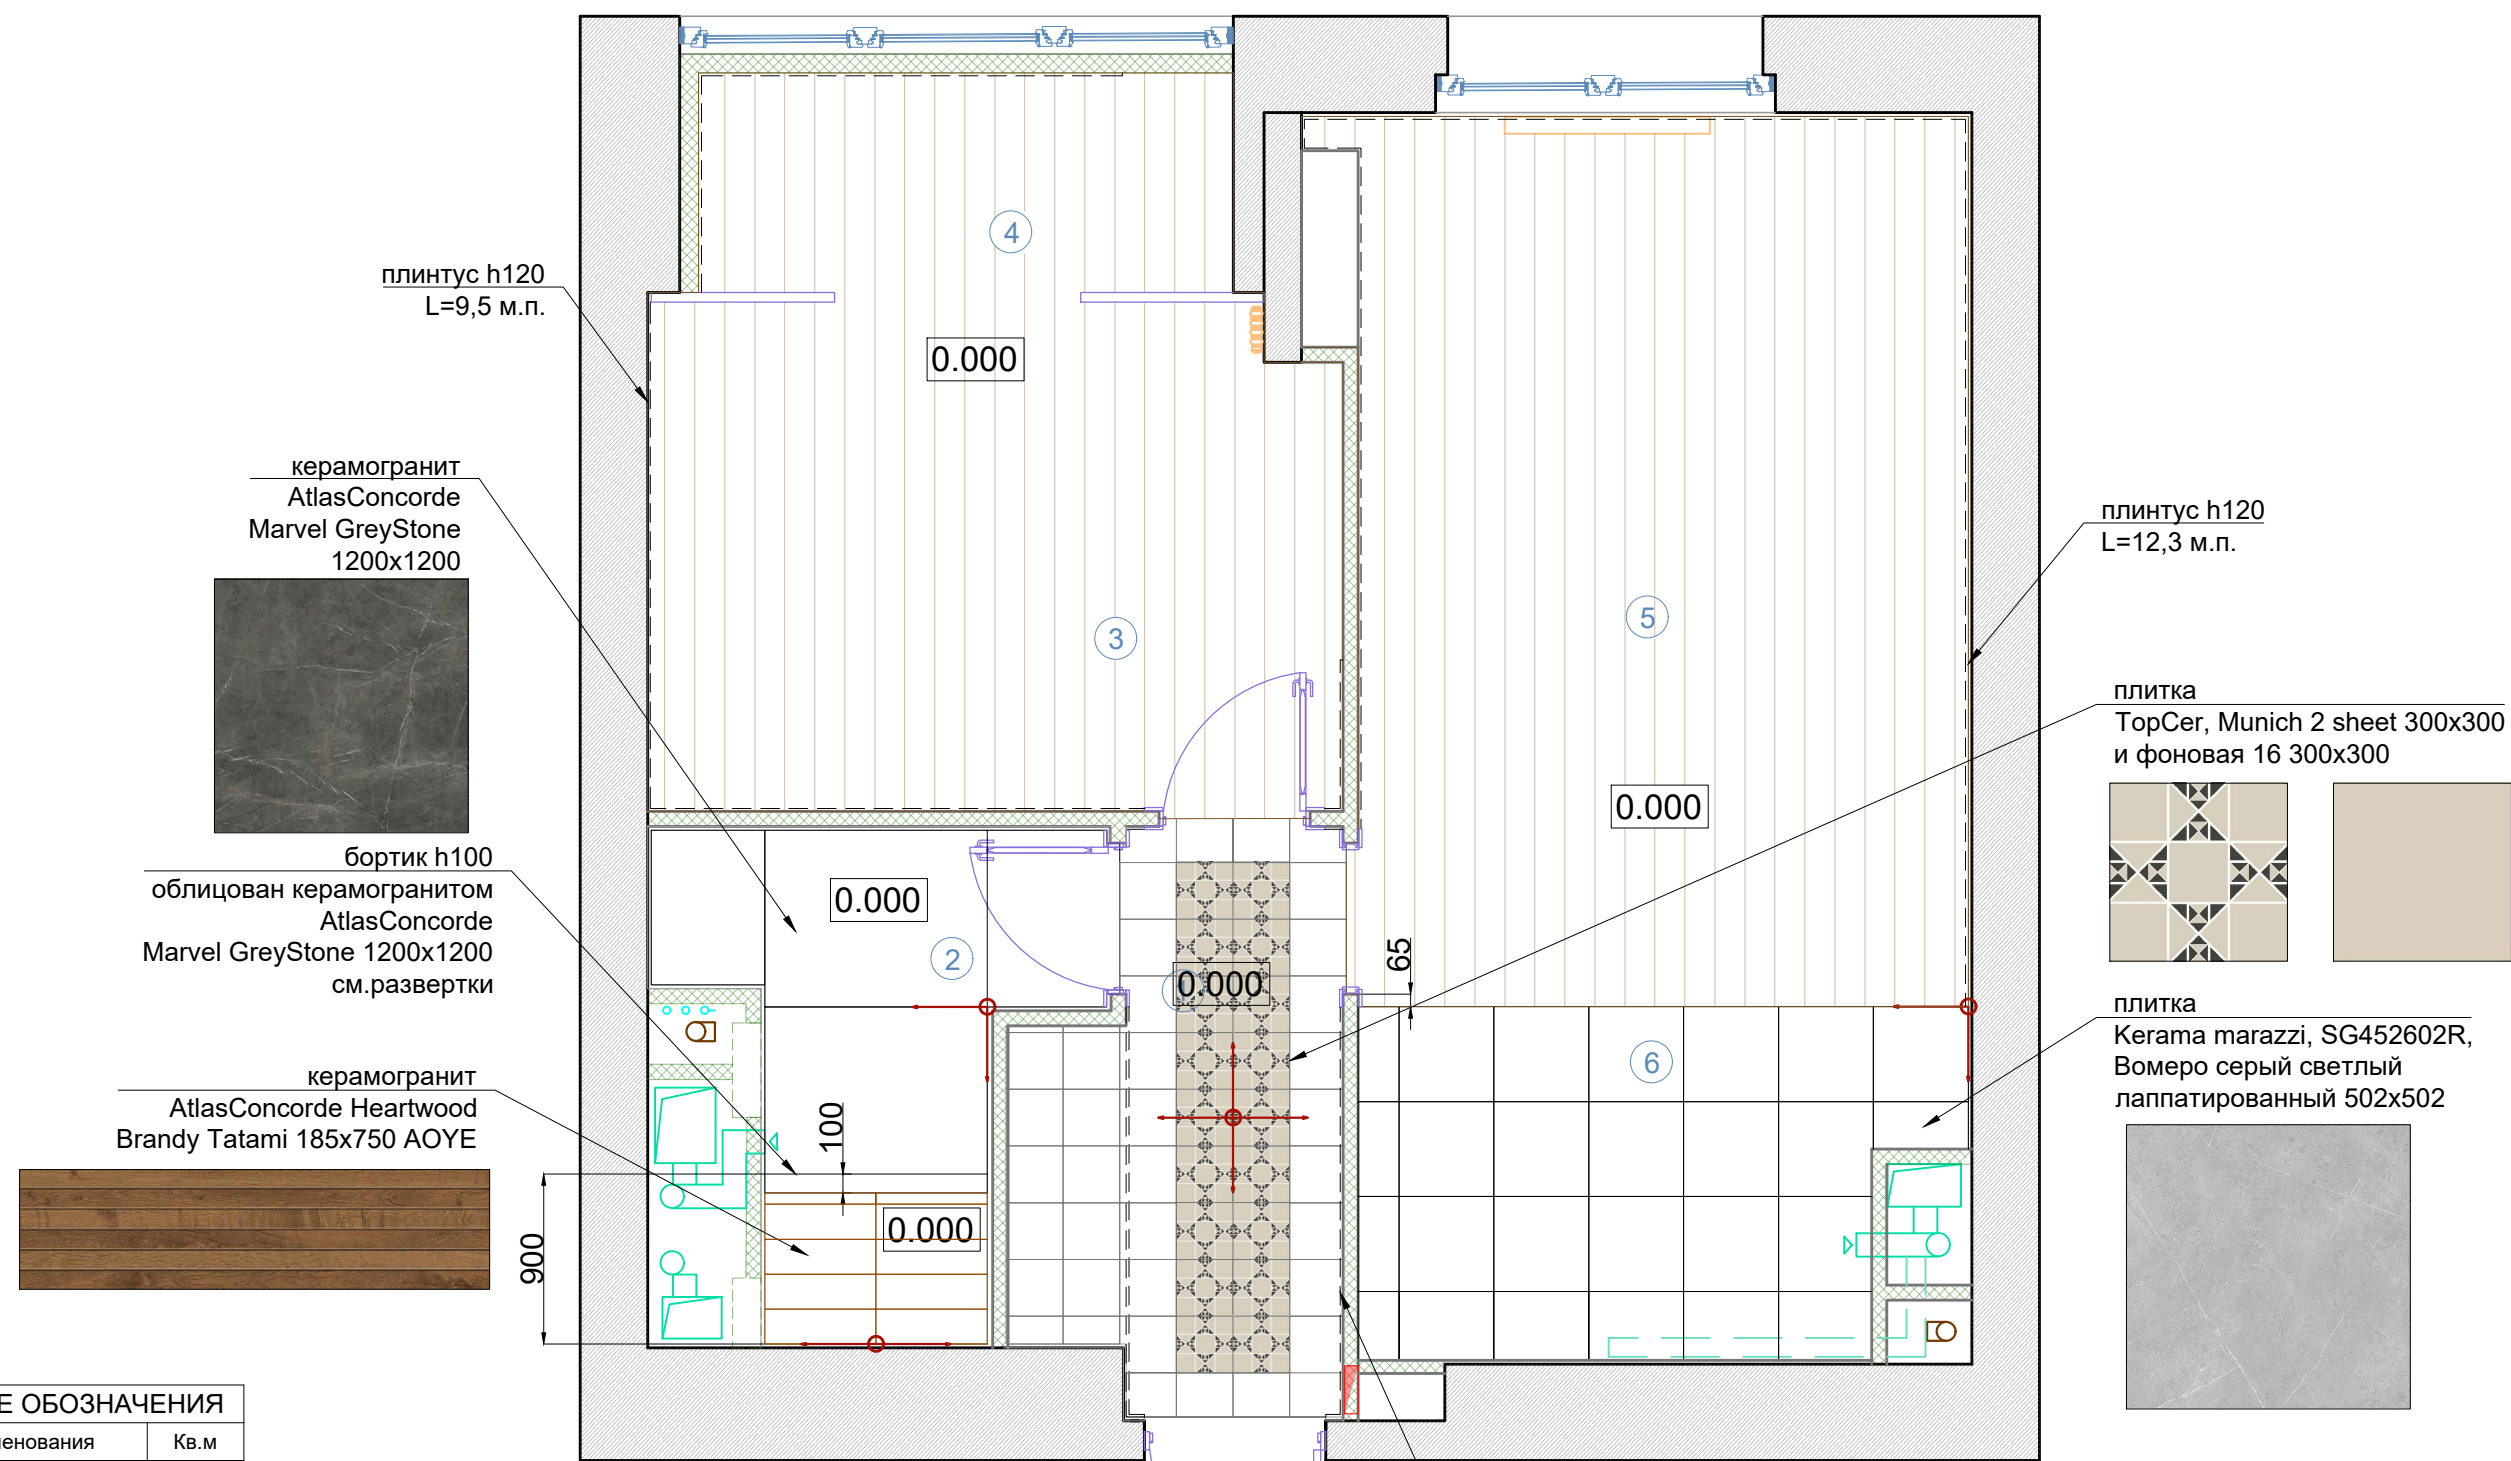 4
плинтус h120
L=9,5 м.п.
0.000
керамогранит
AtlasConcorde
Marvel GreyStone
1200x1200
плинтус h120
L=12,3 м.п.
3
5
плитка
TopCer, Munich 2 sheet 300x300
и фоновая 16 300x300
0.000
бортик h100
облицован керамогранитом
AtlasConcorde
Marvel GreyStone 1200x1200
см.развертки
0.000
2
0.000
65
плитка
Kerama marazzi, SG452602R,
Вомеро серый светлый
лаппатированный 502x502
6
керамогранит
AtlasConcorde Heartwood
Brandy Tatami 185x750 AOYE
100
0.000
900
Е ОБОЗНАЧЕНИЯ
Кв.м